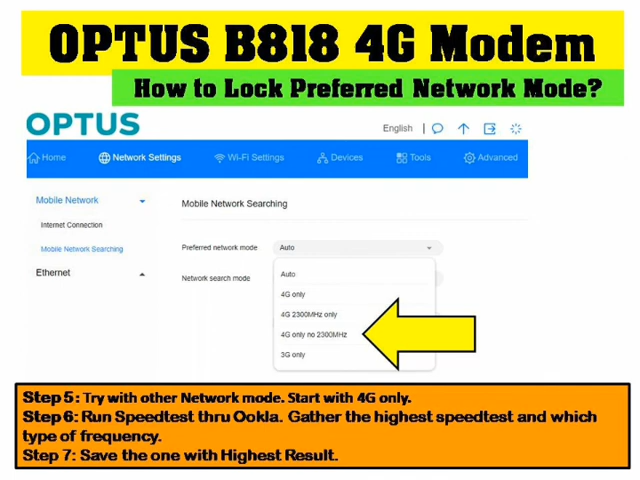 OPTUS B818 4G Modem
How to Lock Preferred Network Mode?
OPTUS
English
Home
Network Settings
Wi-Fi Settings
Devices
Tools
Advanced
Mobile Network
Internet Connection
Mobile Network Searching
Ethernet
Mobile Network Searching
Preferred network mode
Auto
Network search mode
Auto
4G only
4G 2300MHz only
4G only no 2300MHz
3G only
Step 5: Try with other Network mode. Start with 4G only.
Step 6: Run Speedtest thru Ookla. Gather the highest speedtest and which
type of frequency.
Step 7: Save the one with Highest Result.